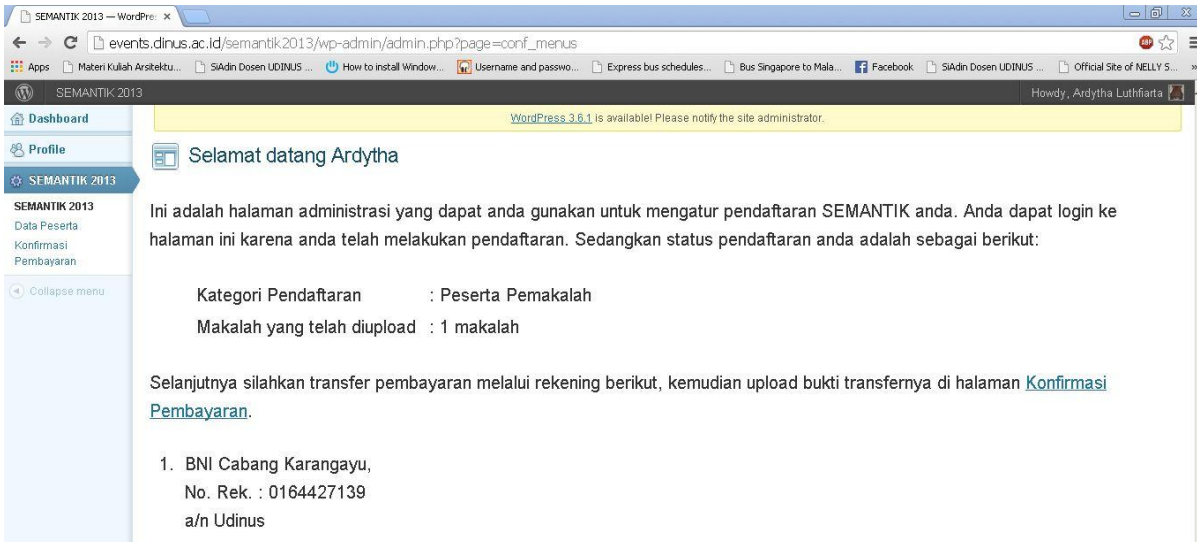 SEMANTIK 2013 — WordPre:
events.dinus.ac.id/semantik2013/wp-admin/admin.php?page=conf_menus
Apps Materi Kuliah Arsitektu... SiAdin Dosen UDINUS ... How to install Window... Username and passwo... Express bus schedules... Bus Singapore to Mala... Facebook SiAdin Dosen UDINUS ... Official Site of NELLY S... »
SEMANTIK 2013 Howdy, Ardytha Luthfiarta
Dashboard
Profile
SEMANTIK 2013
SEMANTIK 2013
Data Peserta
Konfirmasi
Pembayaran
Collapse menu
WordPress 3.6.1 is available! Please notify the site administrator.
Selamat datang Ardytha
Ini adalah halaman administrasi yang dapat anda gunakan untuk mengatur pendaftaran SEMANTIK anda. Anda dapat login ke
halaman ini karena anda telah melakukan pendaftaran. Sedangkan status pendaftaran anda adalah sebagai berikut:
Kategori Pendaftaran : Peserta Pemakalah
Makalah yang telah diupload : 1 makalah
Selanjutnya silahkan transfer pembayaran melalui rekening berikut, kemudian upload bukti transfernya di halaman Konfirmasi
Pembayaran.
1. BNI Cabang Karangayu,
No. Rek. : 0164427139
a/n Udinus